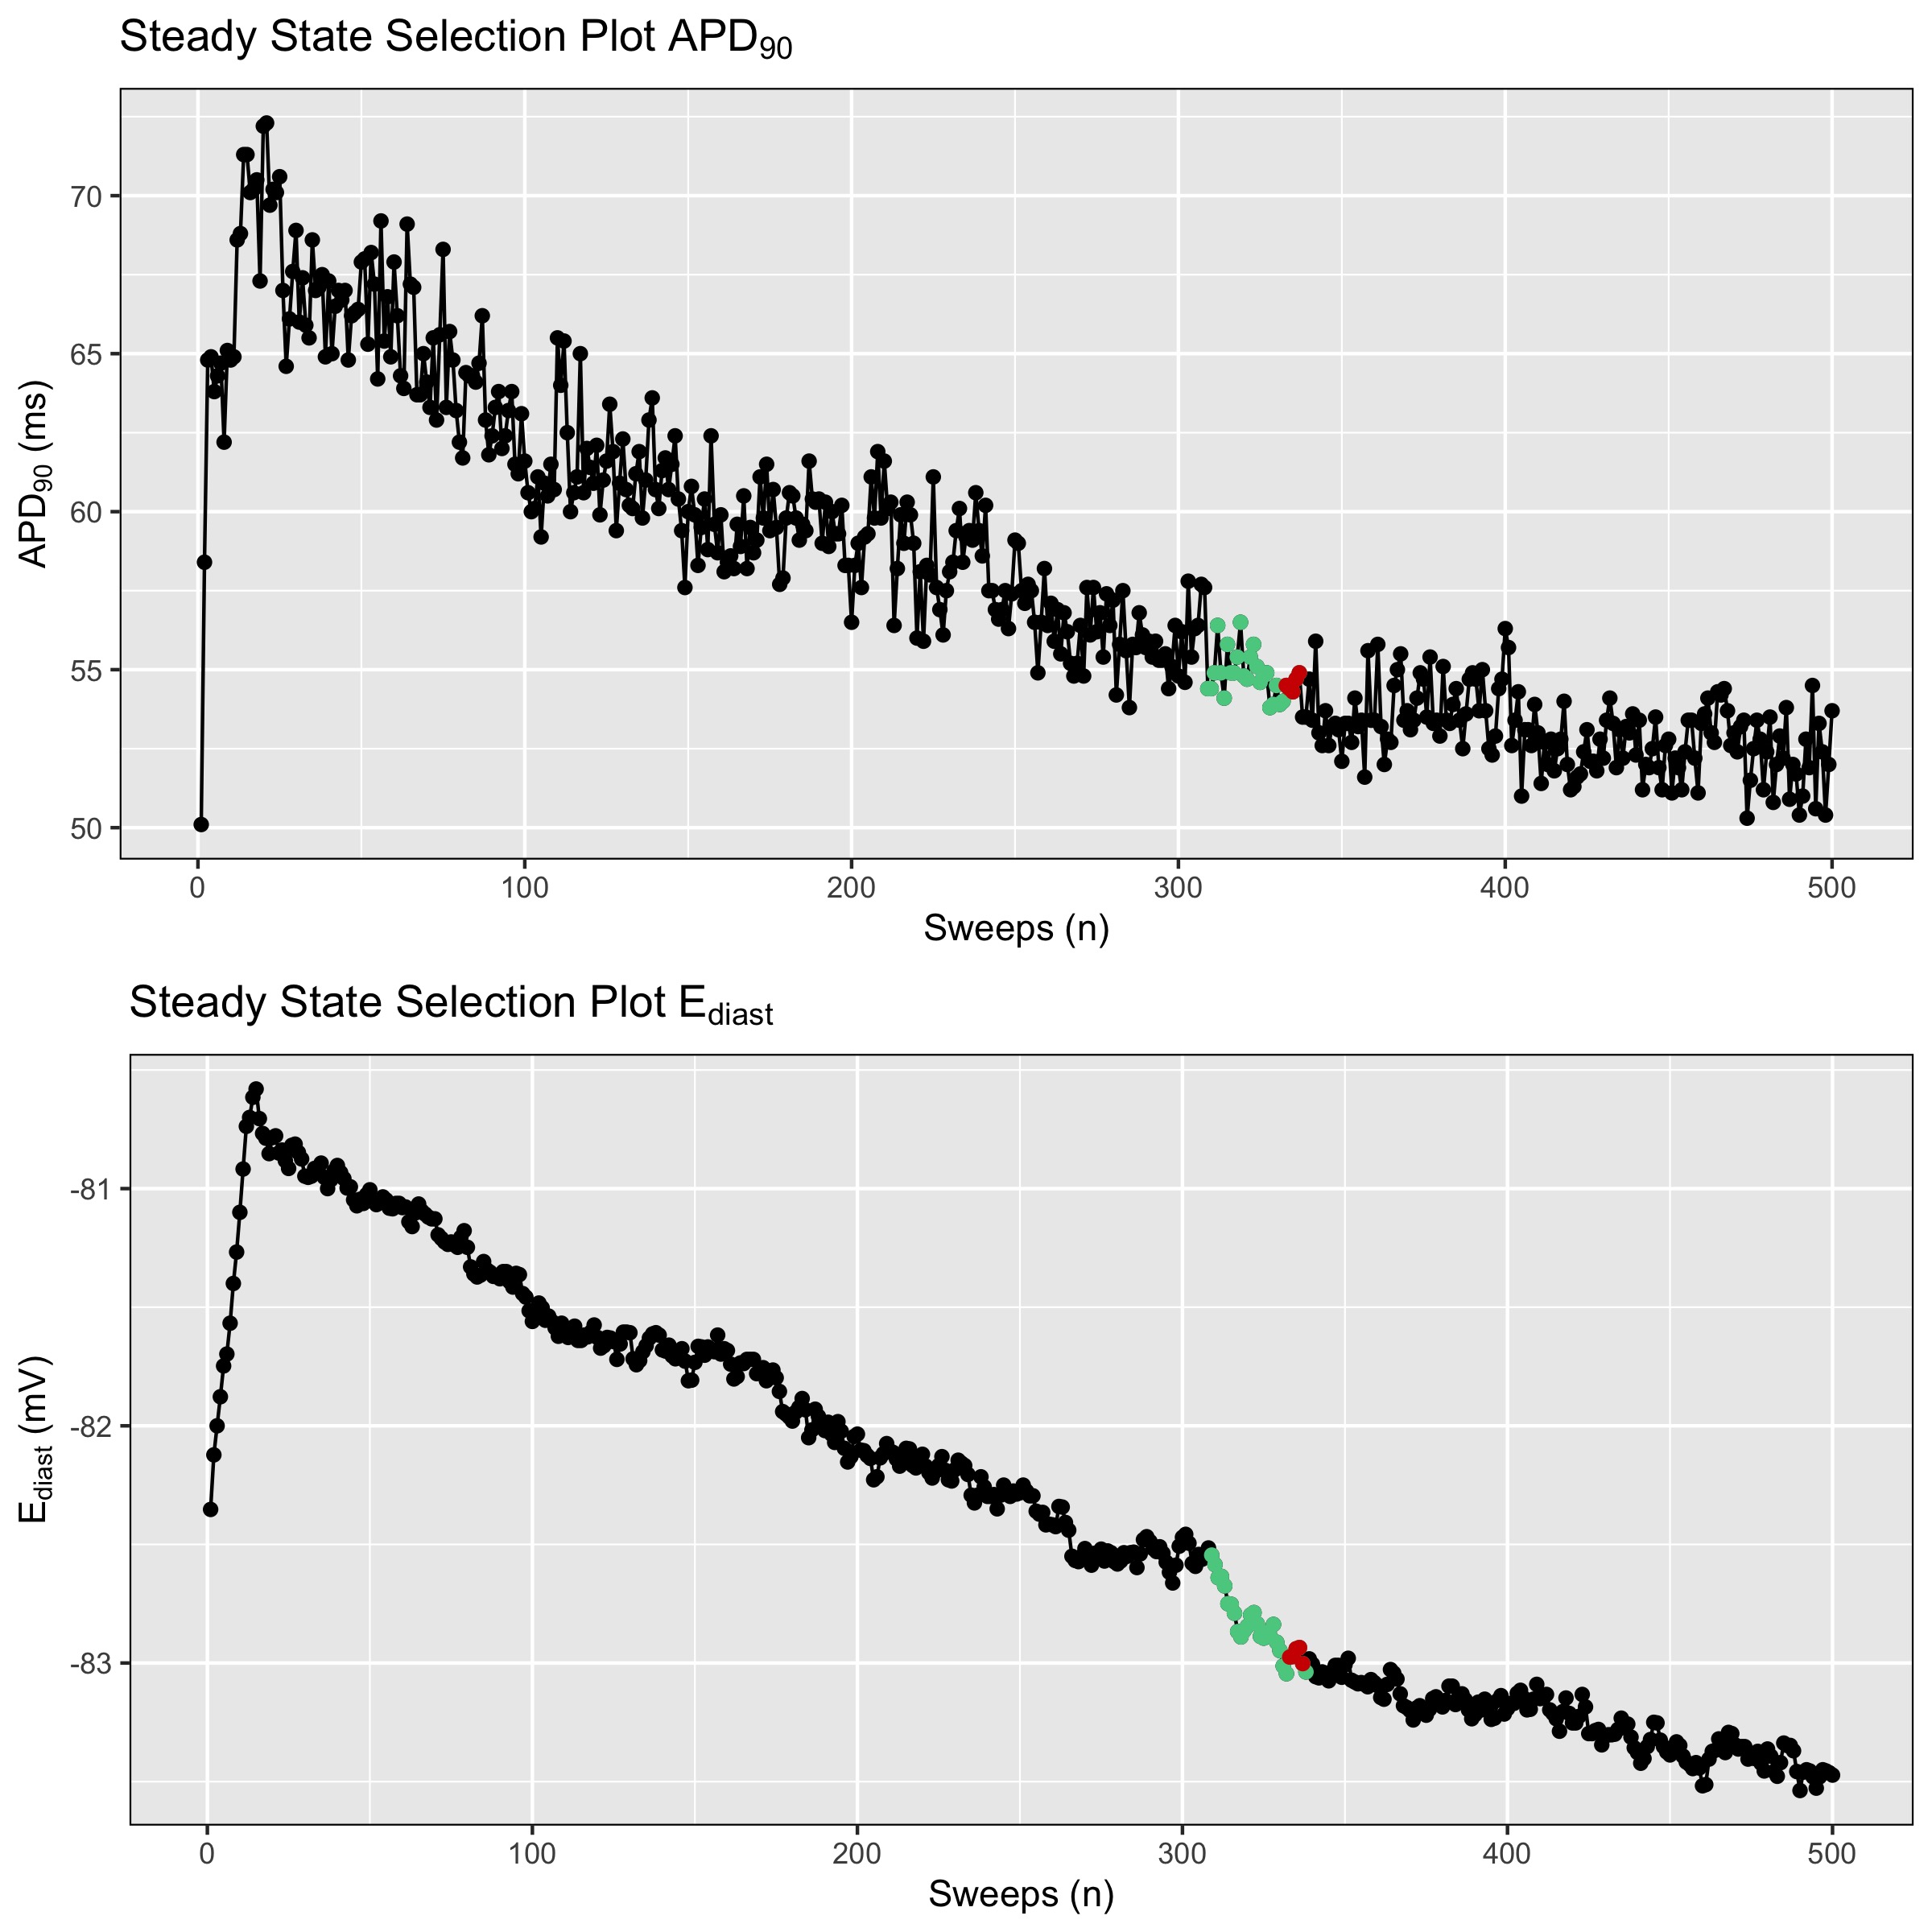 Steady State Selection Plot APD90
APD90 (ms)
70
65
60
55
50
0 100 200 300 400 500
Sweeps (n)
Steady State Selection Plot Ediast
Ediast (mV)
-81
-82
-83
0 100 200 300 400 500
Sweeps (n)